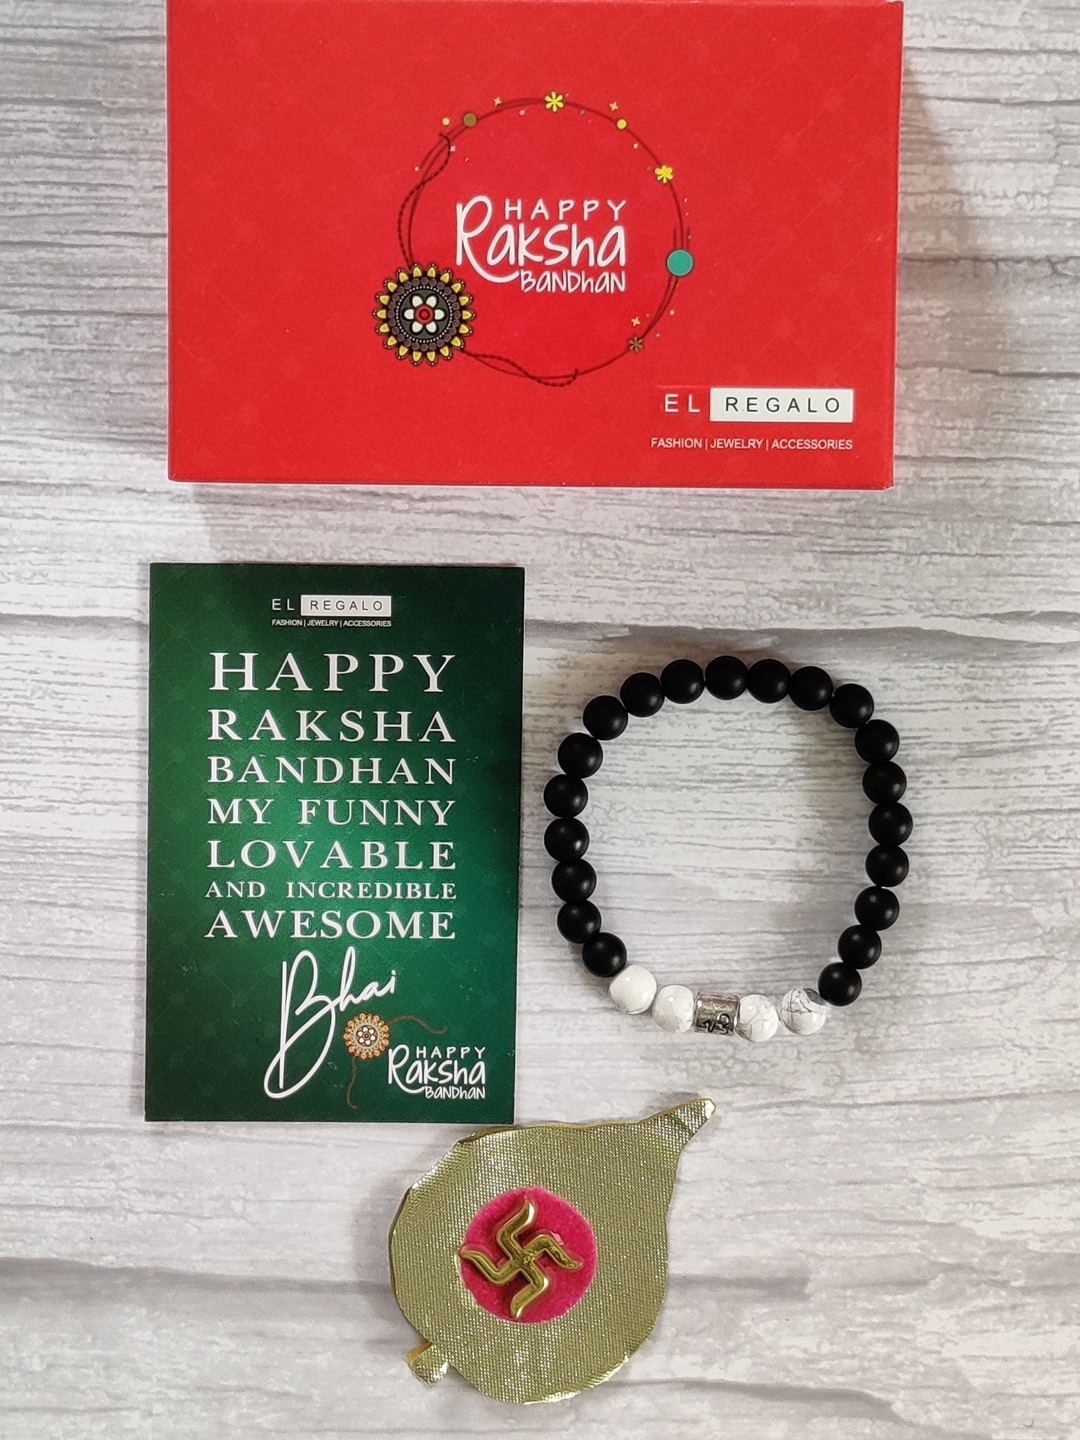 HAPPY
Raksha
BANDHAN
EL REGALO
FASHION | JEWELRY | ACCESSORIES
EL REGALO
FASHION | JEWELRY | ACCESSORIES
HAPPY
RAKSHA
BANDHAN
MY FUNNY
LOVABLE
AND INCREDIBLE
AWESOME
Bhai
HAPPY
Raksha
BANDHAN